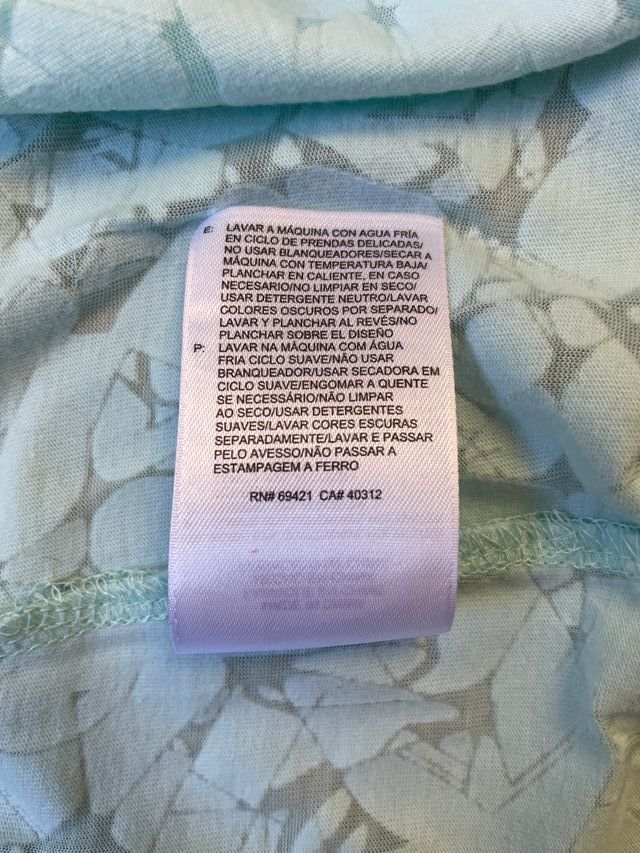 E: LAVAR A MÁQUINA CON AGUA FRÍA
EN CICLO DE PRENDAS DELICADAS/
NO USAR BLANQUEADORES/SECAR A
MÁQUINA CON TEMPERATURA BAJA/
PLANCHAR EN CALIENTE, EN CASO
NECESARIO/NO LIMPIAR EN SECO/
USAR DETERGENTE NEUTRO/LAVAR
COLORES OSCUROS POR SEPARADO/
LAVAR Y PLANCHAR AL REVÉS/NO
PLANCHAR SOBRE EL DISEÑO
P: LAVAR NA MÁQUINA COM ÁGUA
FRIA CICLO SUAVE/NÃO USAR
BRANQUEADOR/USAR SECADORA EM
CICLO SUAVE/ENGOMAR A QUENTE
SE NECESSÁRIO/NÃO LIMPAR
AO SECO/USAR DETERGENTES
SUAVES/LAVAR CORES ESCURAS
SEPARADAMENTE/LAVAR E PASSAR
PELO AVESSO/NÃO PASSAR A
ESTAMPAGEM A FERRO
RN# 69421 CA# 40312